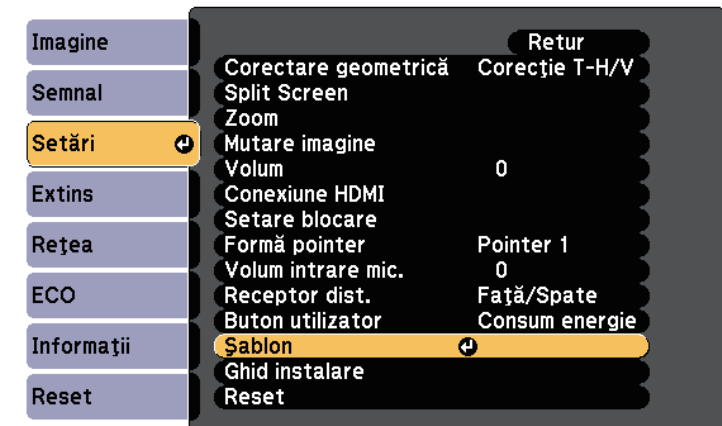 Imagine
Semnal
Setări
Extins
Reţea
ECO
Informaţii
Reset
Retur
Corectare geometrică Corecţie T-H/V
Split Screen
Zoom
Mutare imagine
Volum 0
Conexiune HDMI
Setare blocare
Formă pointer Pointer 1
Volum intrare mic. 0
Receptor dist. Faţă/Spate
Buton utilizator Consum energie
Şablon
Ghid instalare
Reset